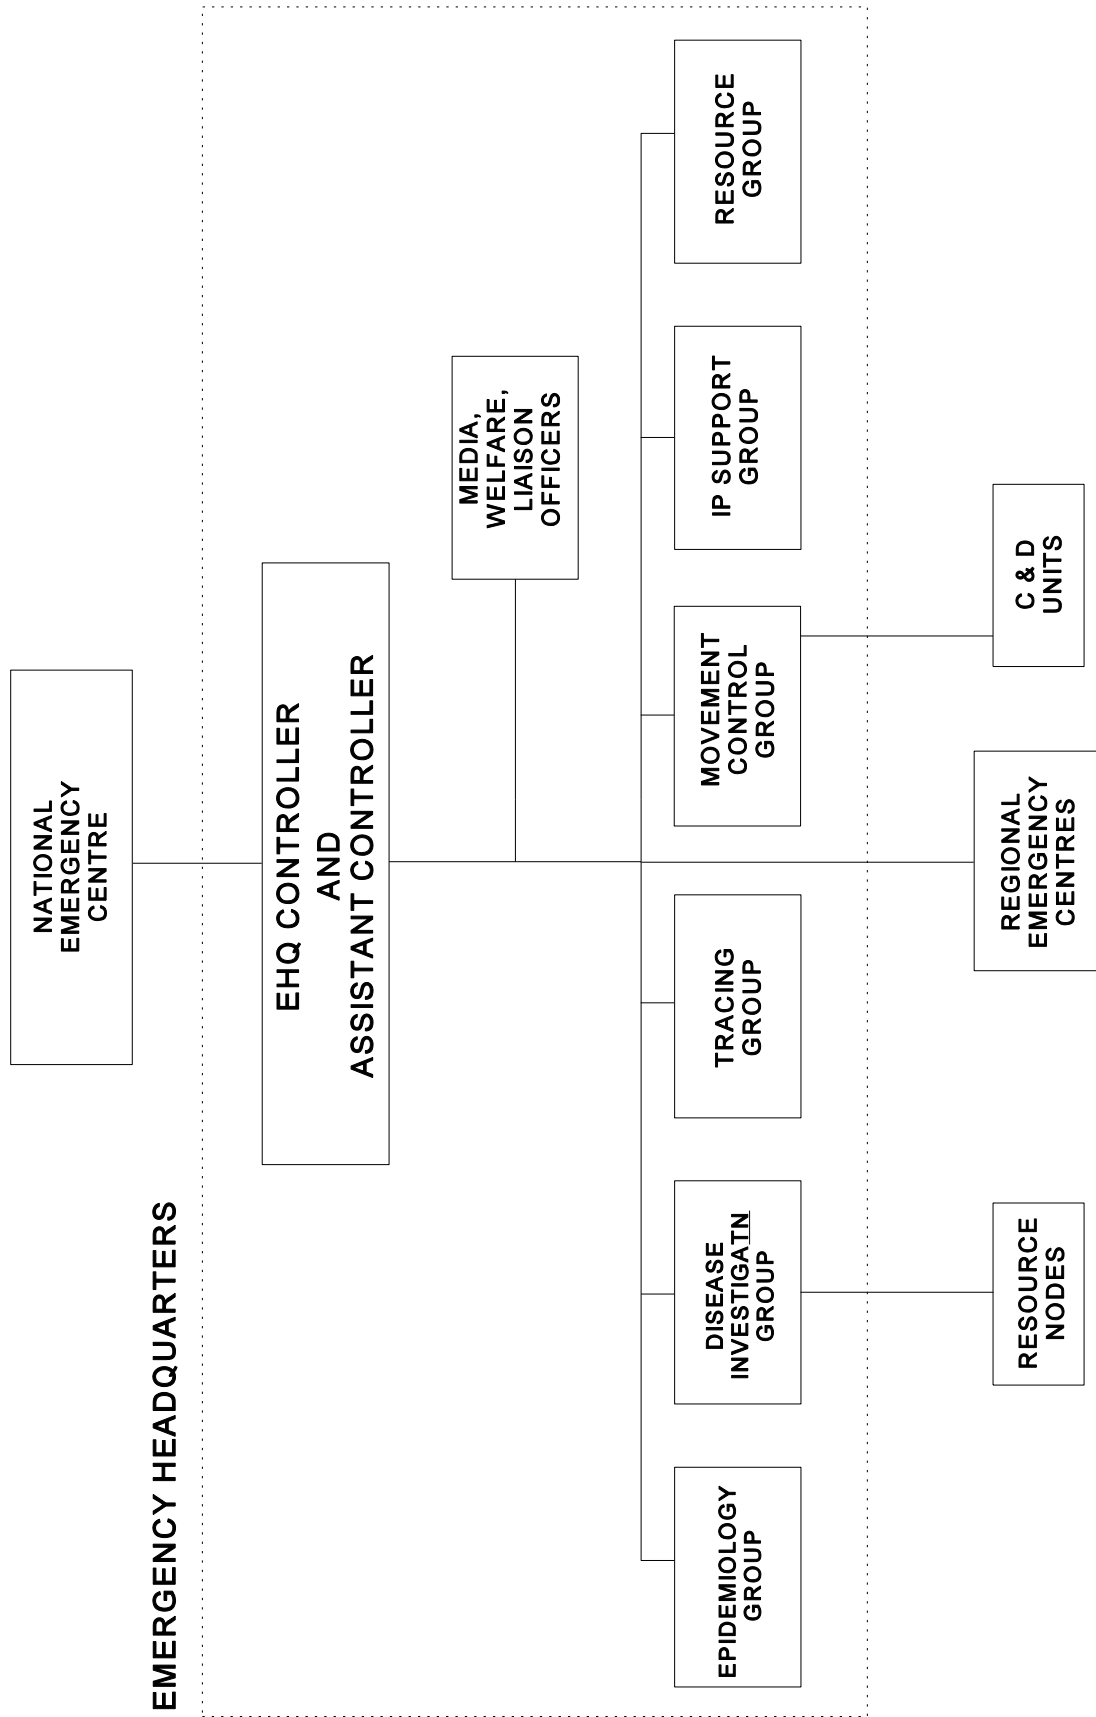 NATIONAL
EMERGENCY
CENTRE
EMERGENCY HEADQUARTERS
EHQ CONTROLLER
AND
ASSISTANT CONTROLLER
MEDIA,
WELFARE,
LIAISON
OFFICERS
EPIDEMIOLOGY
GROUP
DISEASE
INVESTIGATN
GROUP
TRACING
GROUP
MOVEMENT
CONTROL
GROUP
IP SUPPORT
GROUP
RESOURCE
GROUP
RESOURCE
NODES
REGIONAL
EMERGENCY
CENTRES
C & D
UNITS